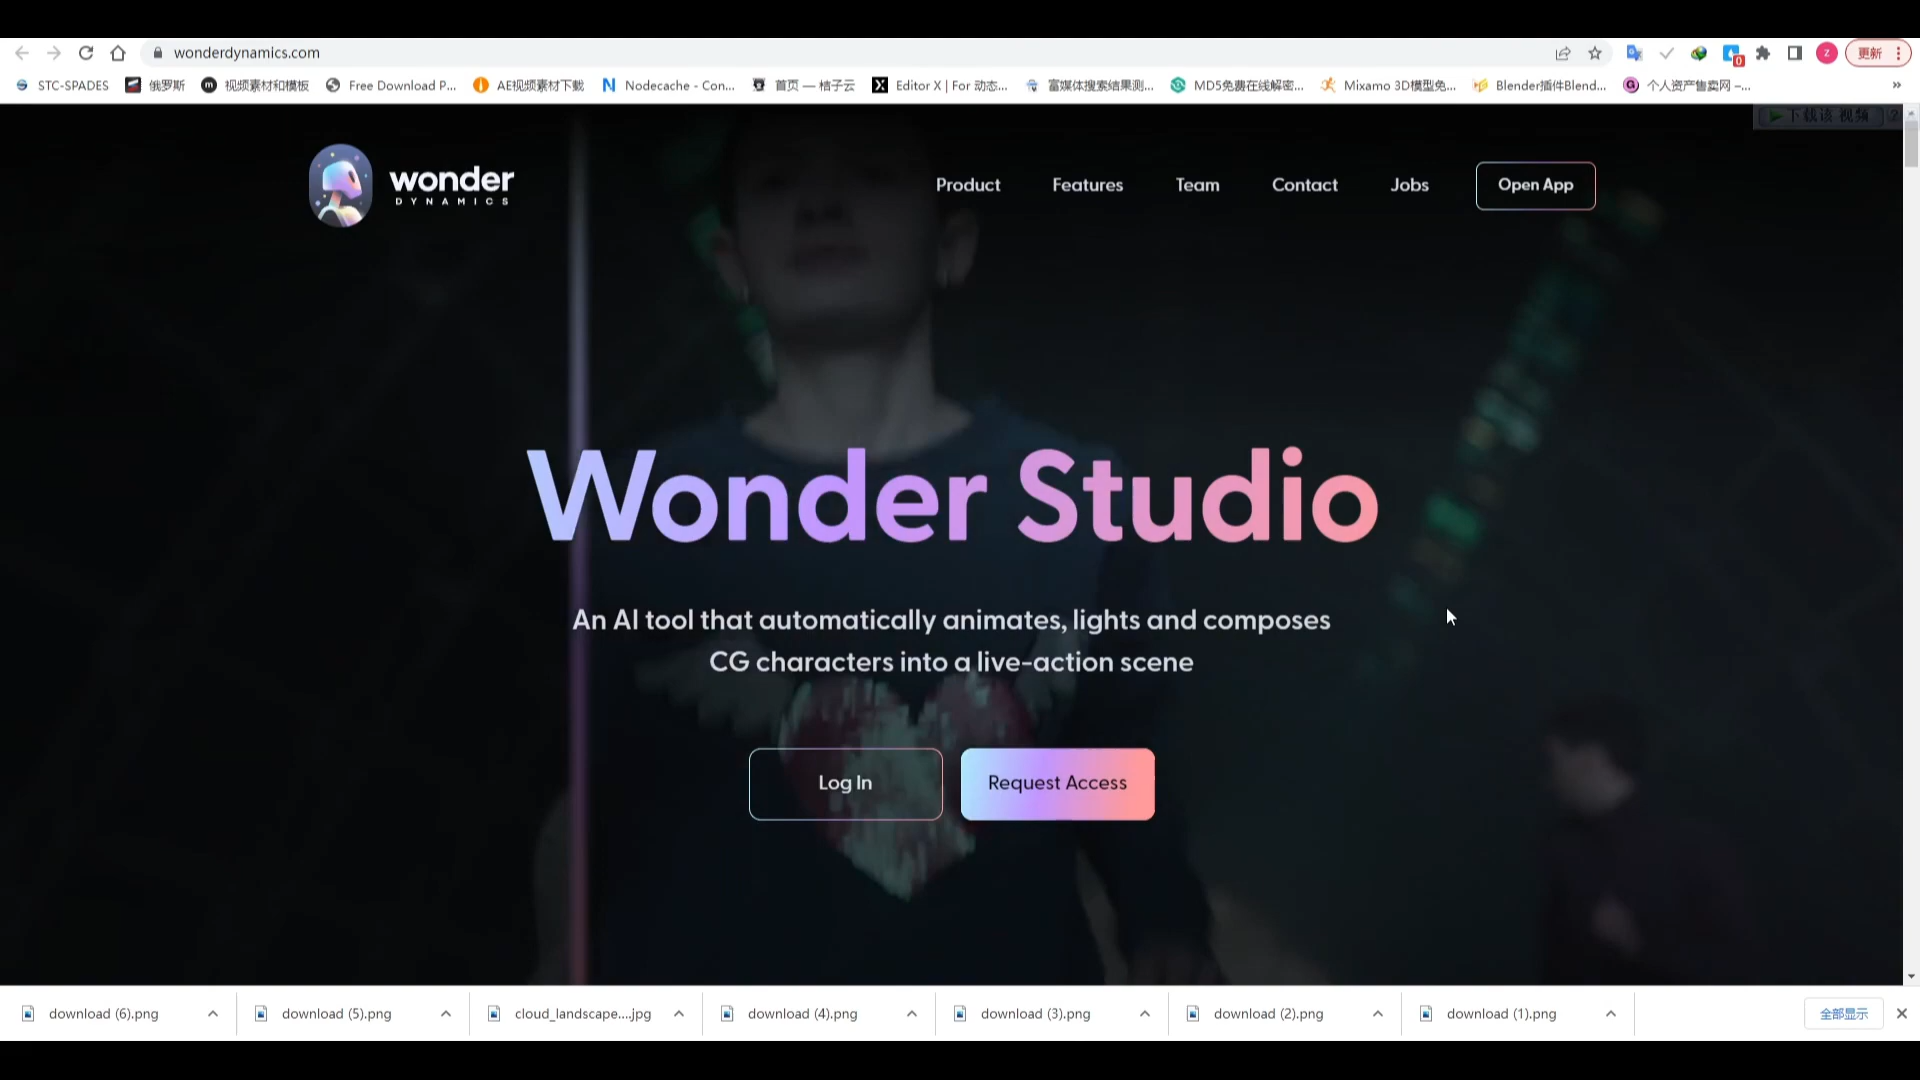 wonderdynamics.com
更新
STC-SPADES
俄罗斯
视频素材和模板
Free Download P...
AE视频素材下载
Nodecache - Con...
首页 — 桔子云
Editor X | For 动态...
富媒体搜索结果测...
MD5免费在线解密...
Mixamo 3D模型免...
Blender插件Blend...
个人资产售卖网 –...
下载该 视频
wonder
DYNAMICS
Product
Features
Team
Contact
Jobs
Open App
Wonder Studio
An AI tool that automatically animates, lights and composes
CG characters into a live-action scene
Log In
Request Access
download (6).png
download (5).png
cloud_landscape....jpg
download (4).png
download (3).png
download (2).png
download (1).png
全部显示